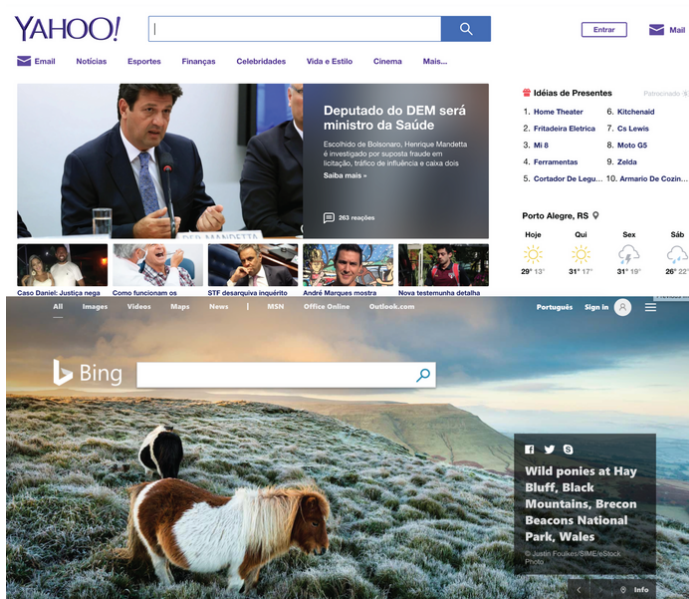 YAHOO!
Entrar
Mail
Email Notícias Esportes Finanças Celebridades Vida e Estilo Cinema Mais...
Deputado do DEM será
ministro da Saúde
Escolhido de Bolsonaro, Henrique Mandetta
é investigado por suposta fraude em
licitação, tráfico de influência e caixa dois
Saiba mais »
263 reações
DEP. MANDETTA
Caso Daniel: Justiça nega
Como funcionam os
STF desarquiva inquérito
André Marques mostra
Nova testemunha detalha
Idéias de Presentes Patrocinado
1. Home Theater 6. Kitchenaid
2. Fritadeira Eletrica 7. Cs Lewis
3. Mi 8 8. Moto G5
4. Ferramentas 9. Zelda
5. Cortador De Legu... 10. Armario De Cozin...
Porto Alegre, RS
Hoje Qui Sex Sáb
29° 13° 31° 17° 31° 19° 26° 22°
All Images Videos Maps News | MSN Office Online Outlook.com
Português Sign in
Bing
Wild ponies at Hay
Bluff, Black
Mountains, Brecon
Beacons National
Park, Wales
© Justin Foulkes/SIME/eStock
Photo
Info